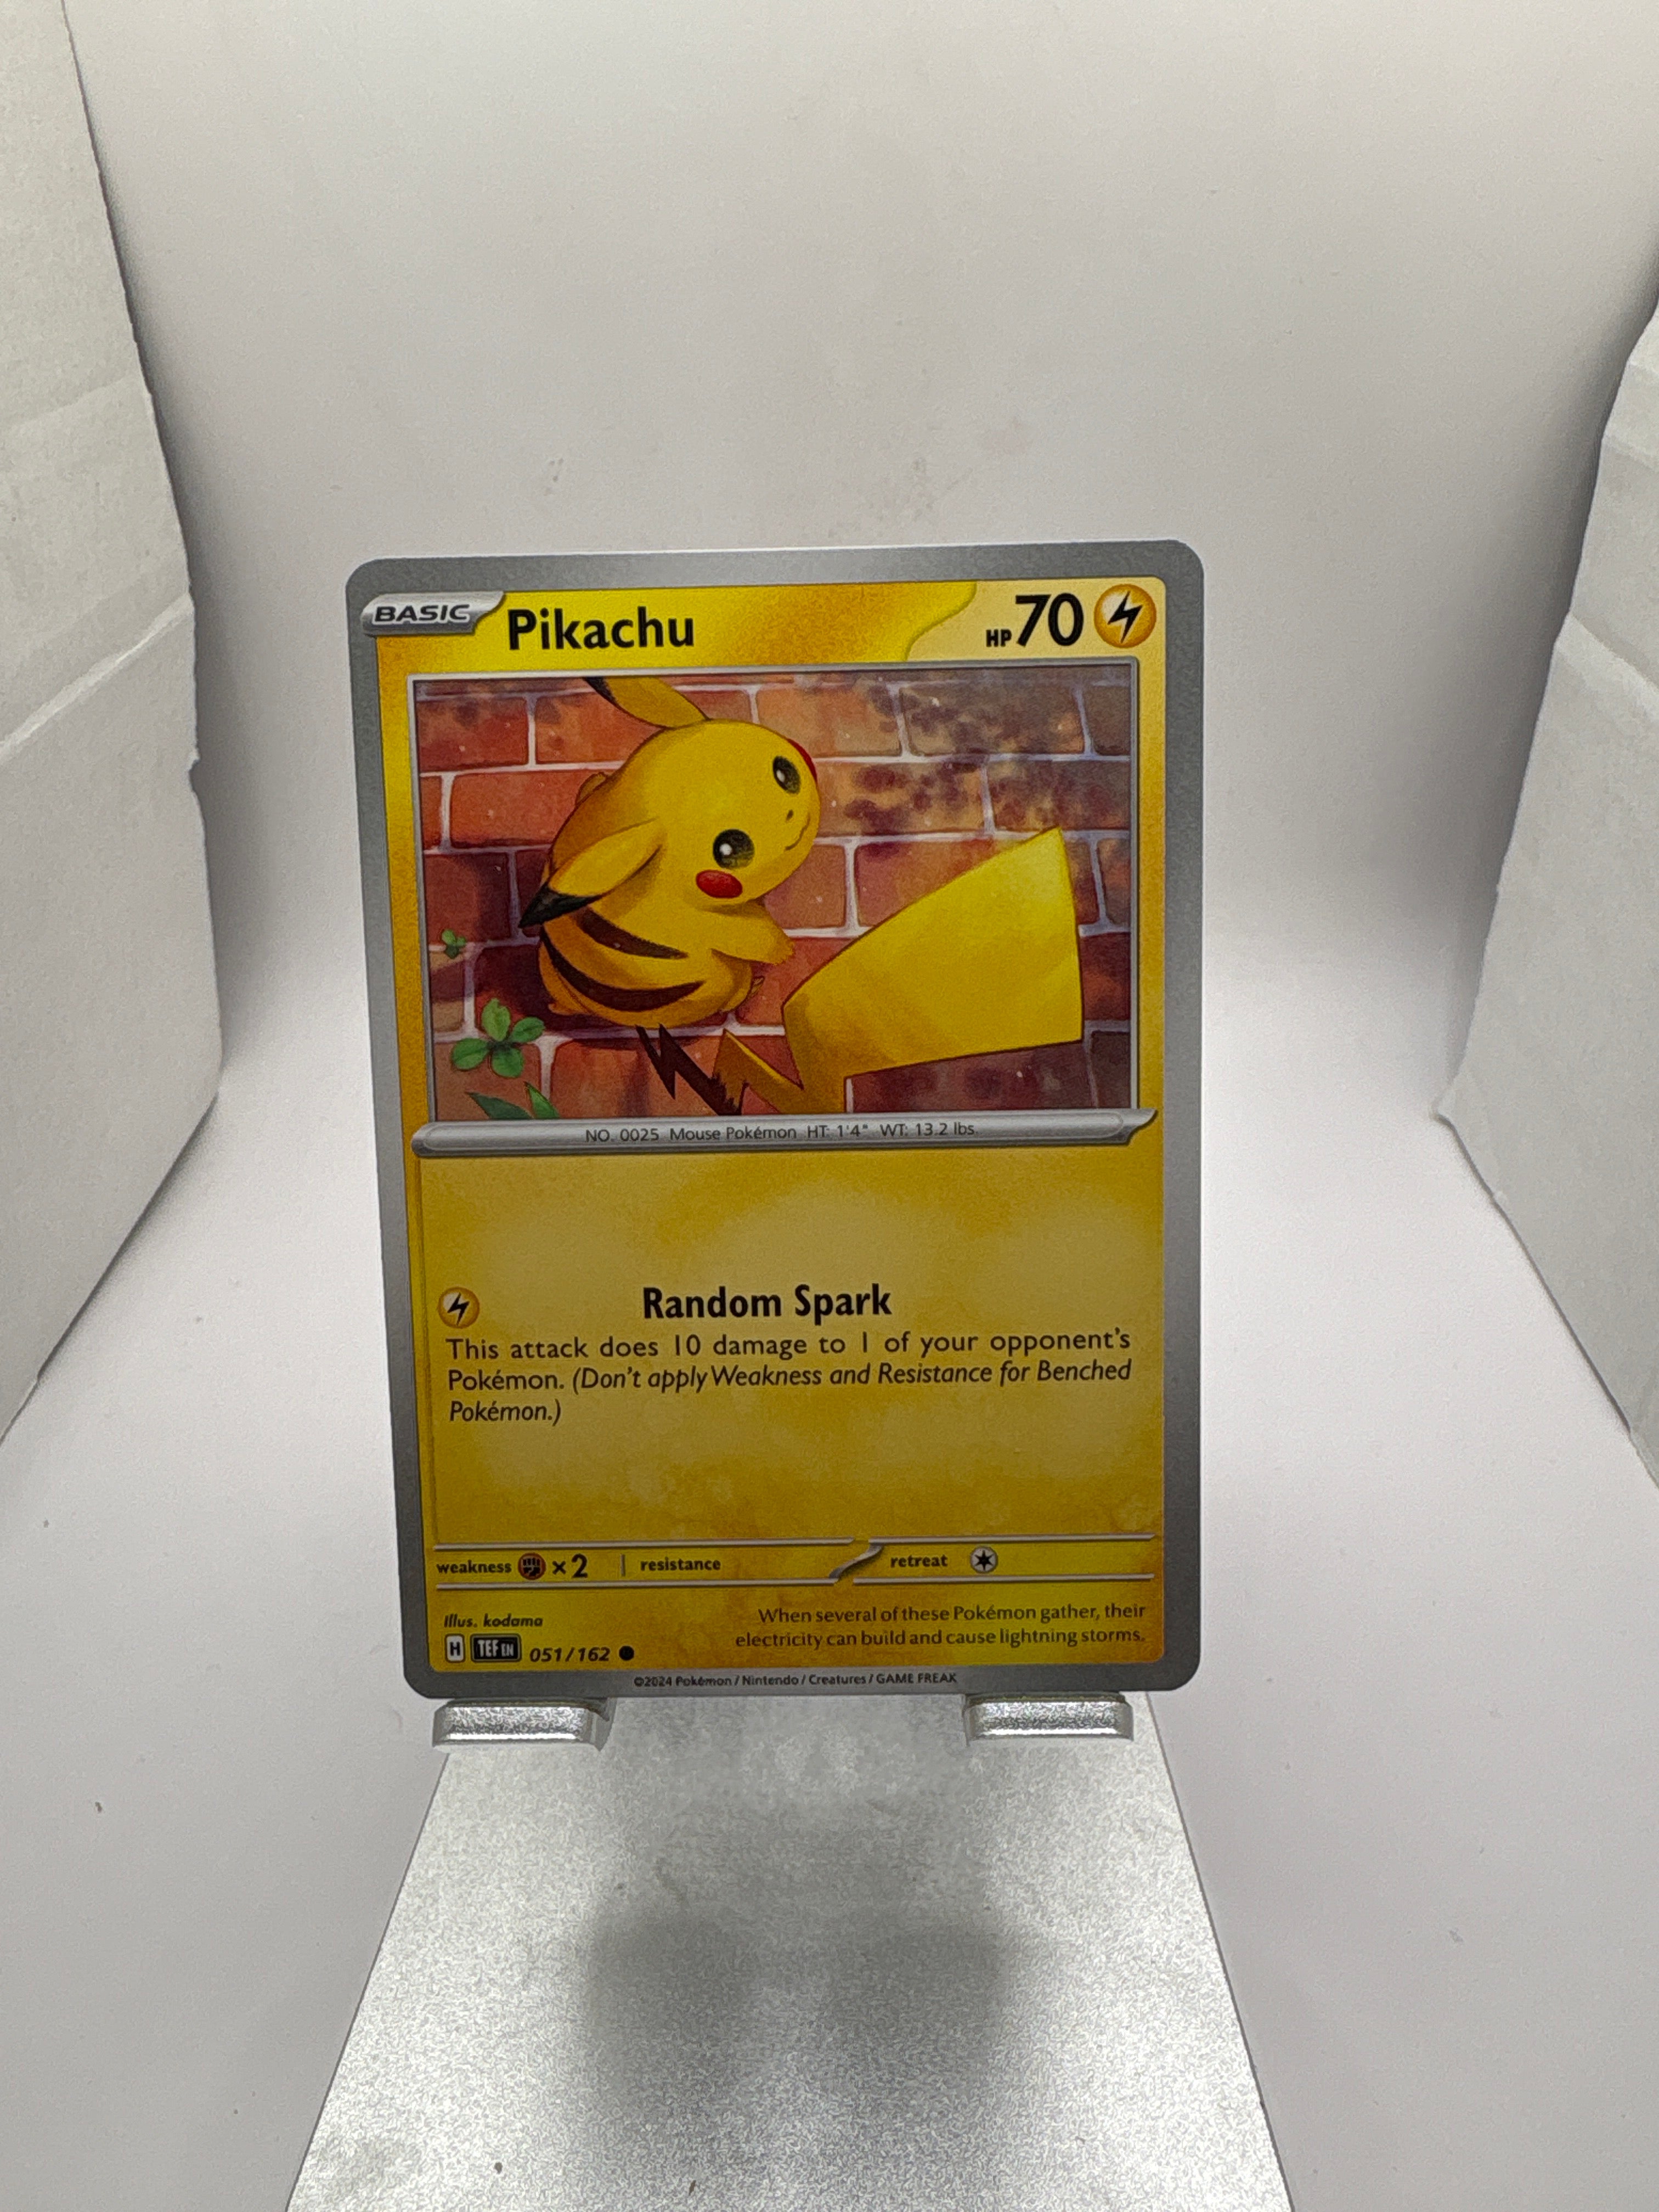 BASIC Pikachu HP 70
NO. 0025 Mouse Pokémon HT: 1'4" WT: 13.2 lbs.
Random Spark
This attack does 10 damage to 1 of your opponent's
Pokémon. (Don't apply Weakness and Resistance for Benched
Pokémon.)
weakness ×2 | resistance retreat
Illus. kodama
When several of these Pokémon gather, their
electricity can build and cause lightning storms.
H TEF EN 051/162
©2024 Pokémon / Nintendo / Creatures / GAME FREAK